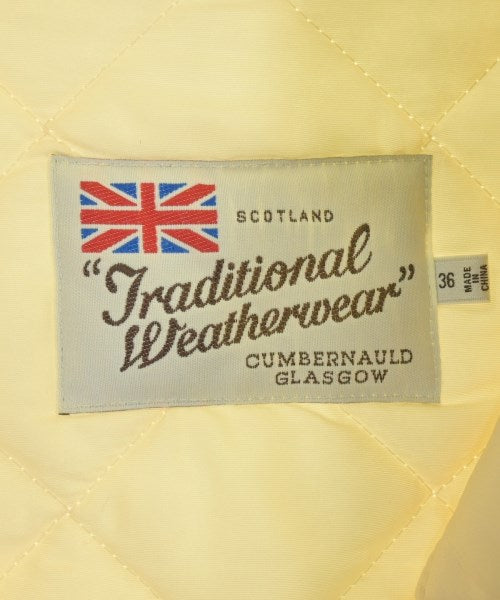 SCOTLAND
"Traditional
Weatherwear"
CUMBERNAULD
GLASGOW
36
MADE
IN
CHINA